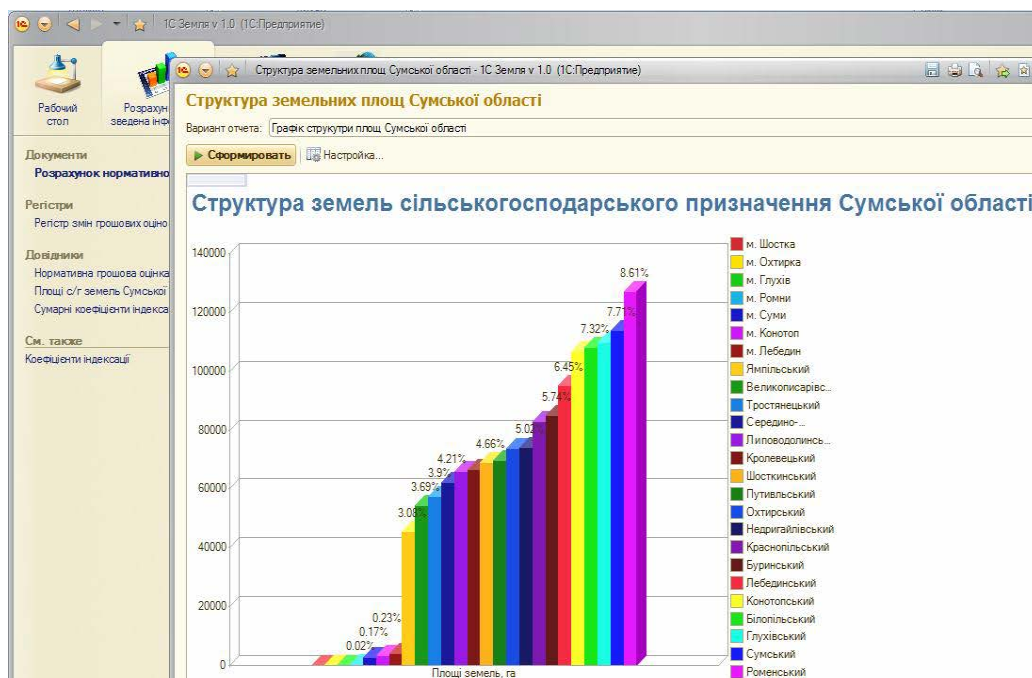 1С Земля v 1.0 (1С:Предприятие)
Рабочий
стол
Розрахун
зведена інф
Структура земельних площ Сумської області - 1С Земля v 1.0 (1С:Предприятие)
Структура земельних площ Сумської області
Вариант отчета: Графік струкутри площ Сумської області
Сформировать
Настройка...
Документи
Розрахунок нормативно
Регістри
Регістр змін грошових оціно
Довідники
Нормативна грошова оцінка
Площі с/г земель Сумської
Сумарні коефіцієнти індекса
См. также
Коефіцієнти індексації
Структура земель сільськогосподарського призначення Сумської області
140000
120000
100000
80000
60000
40000
20000
0
0.02%
0.17%
0.23%
3.08%
3.69%
3.9%
4.21%
4.66%
5.02%
5.74%
6.45%
7.32%
7.71%
8.61%
Площі земель, га
м. Шостка
м. Охтирка
м. Глухів
м. Ромни
м. Суми
м. Конотоп
м. Лебедин
Ямпільський
Великописарівс...
Тростянецький
Середино-...
Липоводолинсь...
Кролевецький
Шосткинський
Путивльський
Охтирський
Недригайлівський
Краснопільський
Буринський
Лебединський
Конотопський
Білопільський
Глухівський
Сумський
Роменський